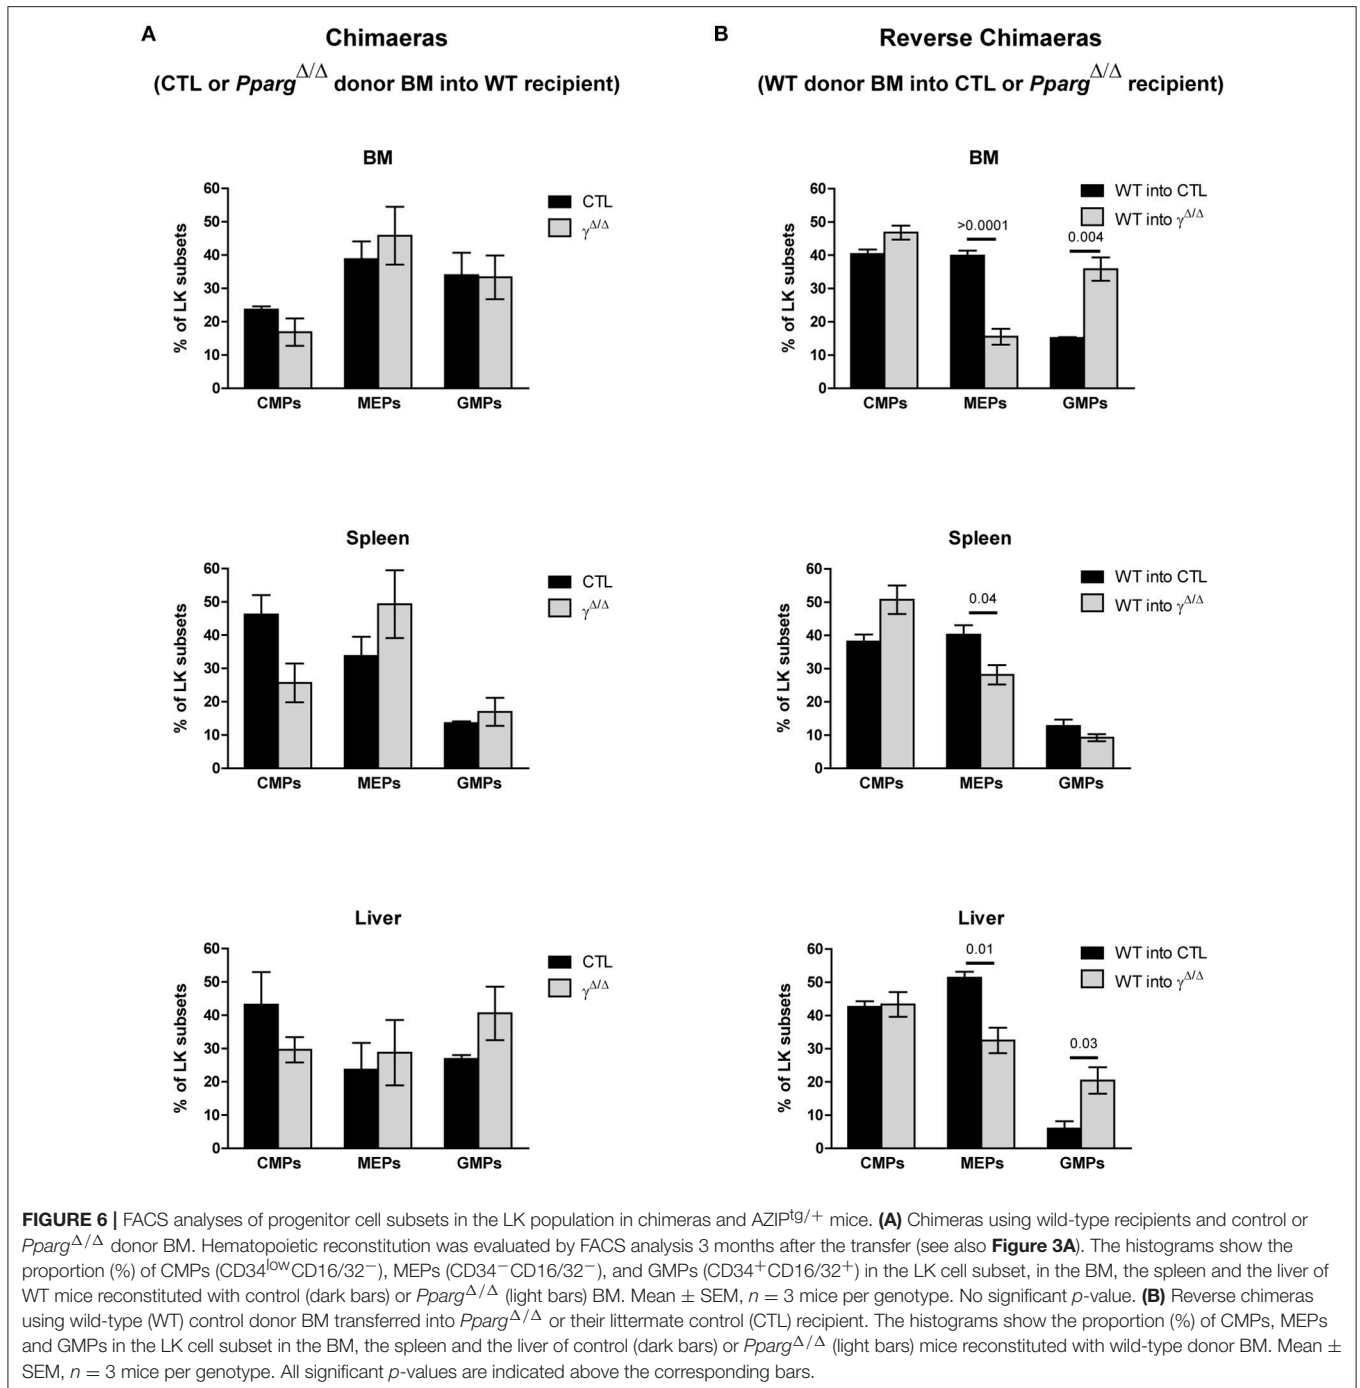 A
Chimaeras
(CTL or Pparg^Δ/Δ donor BM into WT recipient)
BM
60
50
40
30
20
10
0
% of LK subsets
CMPs MEPs GMPs
CTL
γ^Δ/Δ
Spleen
60
50
40
30
20
10
0
% of LK subsets
CMPs MEPs GMPs
CTL
γ^Δ/Δ
Liver
60
50
40
30
20
10
0
% of LK subsets
CMPs MEPs GMPs
CTL
γ^Δ/Δ
B
Reverse Chimaeras
(WT donor BM into CTL or Pparg^Δ/Δ recipient)
BM
60
50
40
30
20
10
0
% of LK subsets
>0.0001
0.004
CMPs MEPs GMPs
WT into CTL
WT into γ^Δ/Δ
Spleen
60
50
40
30
20
10
0
% of LK subsets
0.04
CMPs MEPs GMPs
WT into CTL
WT into γ^Δ/Δ
Liver
60
50
40
30
20
10
0
% of LK subsets
0.01
0.03
CMPs MEPs GMPs
WT into CTL
WT into γ^Δ/Δ
FIGURE 6 | FACS analyses of progenitor cell subsets in the LK population in chimeras and AZIP^tg/+ mice. (A) Chimeras using wild-type recipients and control or
Pparg^Δ/Δ donor BM. Hematopoietic reconstitution was evaluated by FACS analysis 3 months after the transfer (see also Figure 3A). The histograms show the
proportion (%) of CMPs (CD34^low CD16/32^−), MEPs (CD34^−CD16/32^−), and GMPs (CD34^+CD16/32^+) in the LK cell subset, in the BM, the spleen and the liver of
WT mice reconstituted with control (dark bars) or Pparg^Δ/Δ (light bars) BM. Mean ± SEM, n = 3 mice per genotype. No significant p-value. (B) Reverse chimeras
using wild-type (WT) control donor BM transferred into Pparg^Δ/Δ or their littermate control (CTL) recipient. The histograms show the proportion (%) of CMPs, MEPs
and GMPs in the LK cell subset in the BM, the spleen and the liver of control (dark bars) or Pparg^Δ/Δ (light bars) mice reconstituted with wild-type donor BM. Mean ±
SEM, n = 3 mice per genotype. All significant p-values are indicated above the corresponding bars.